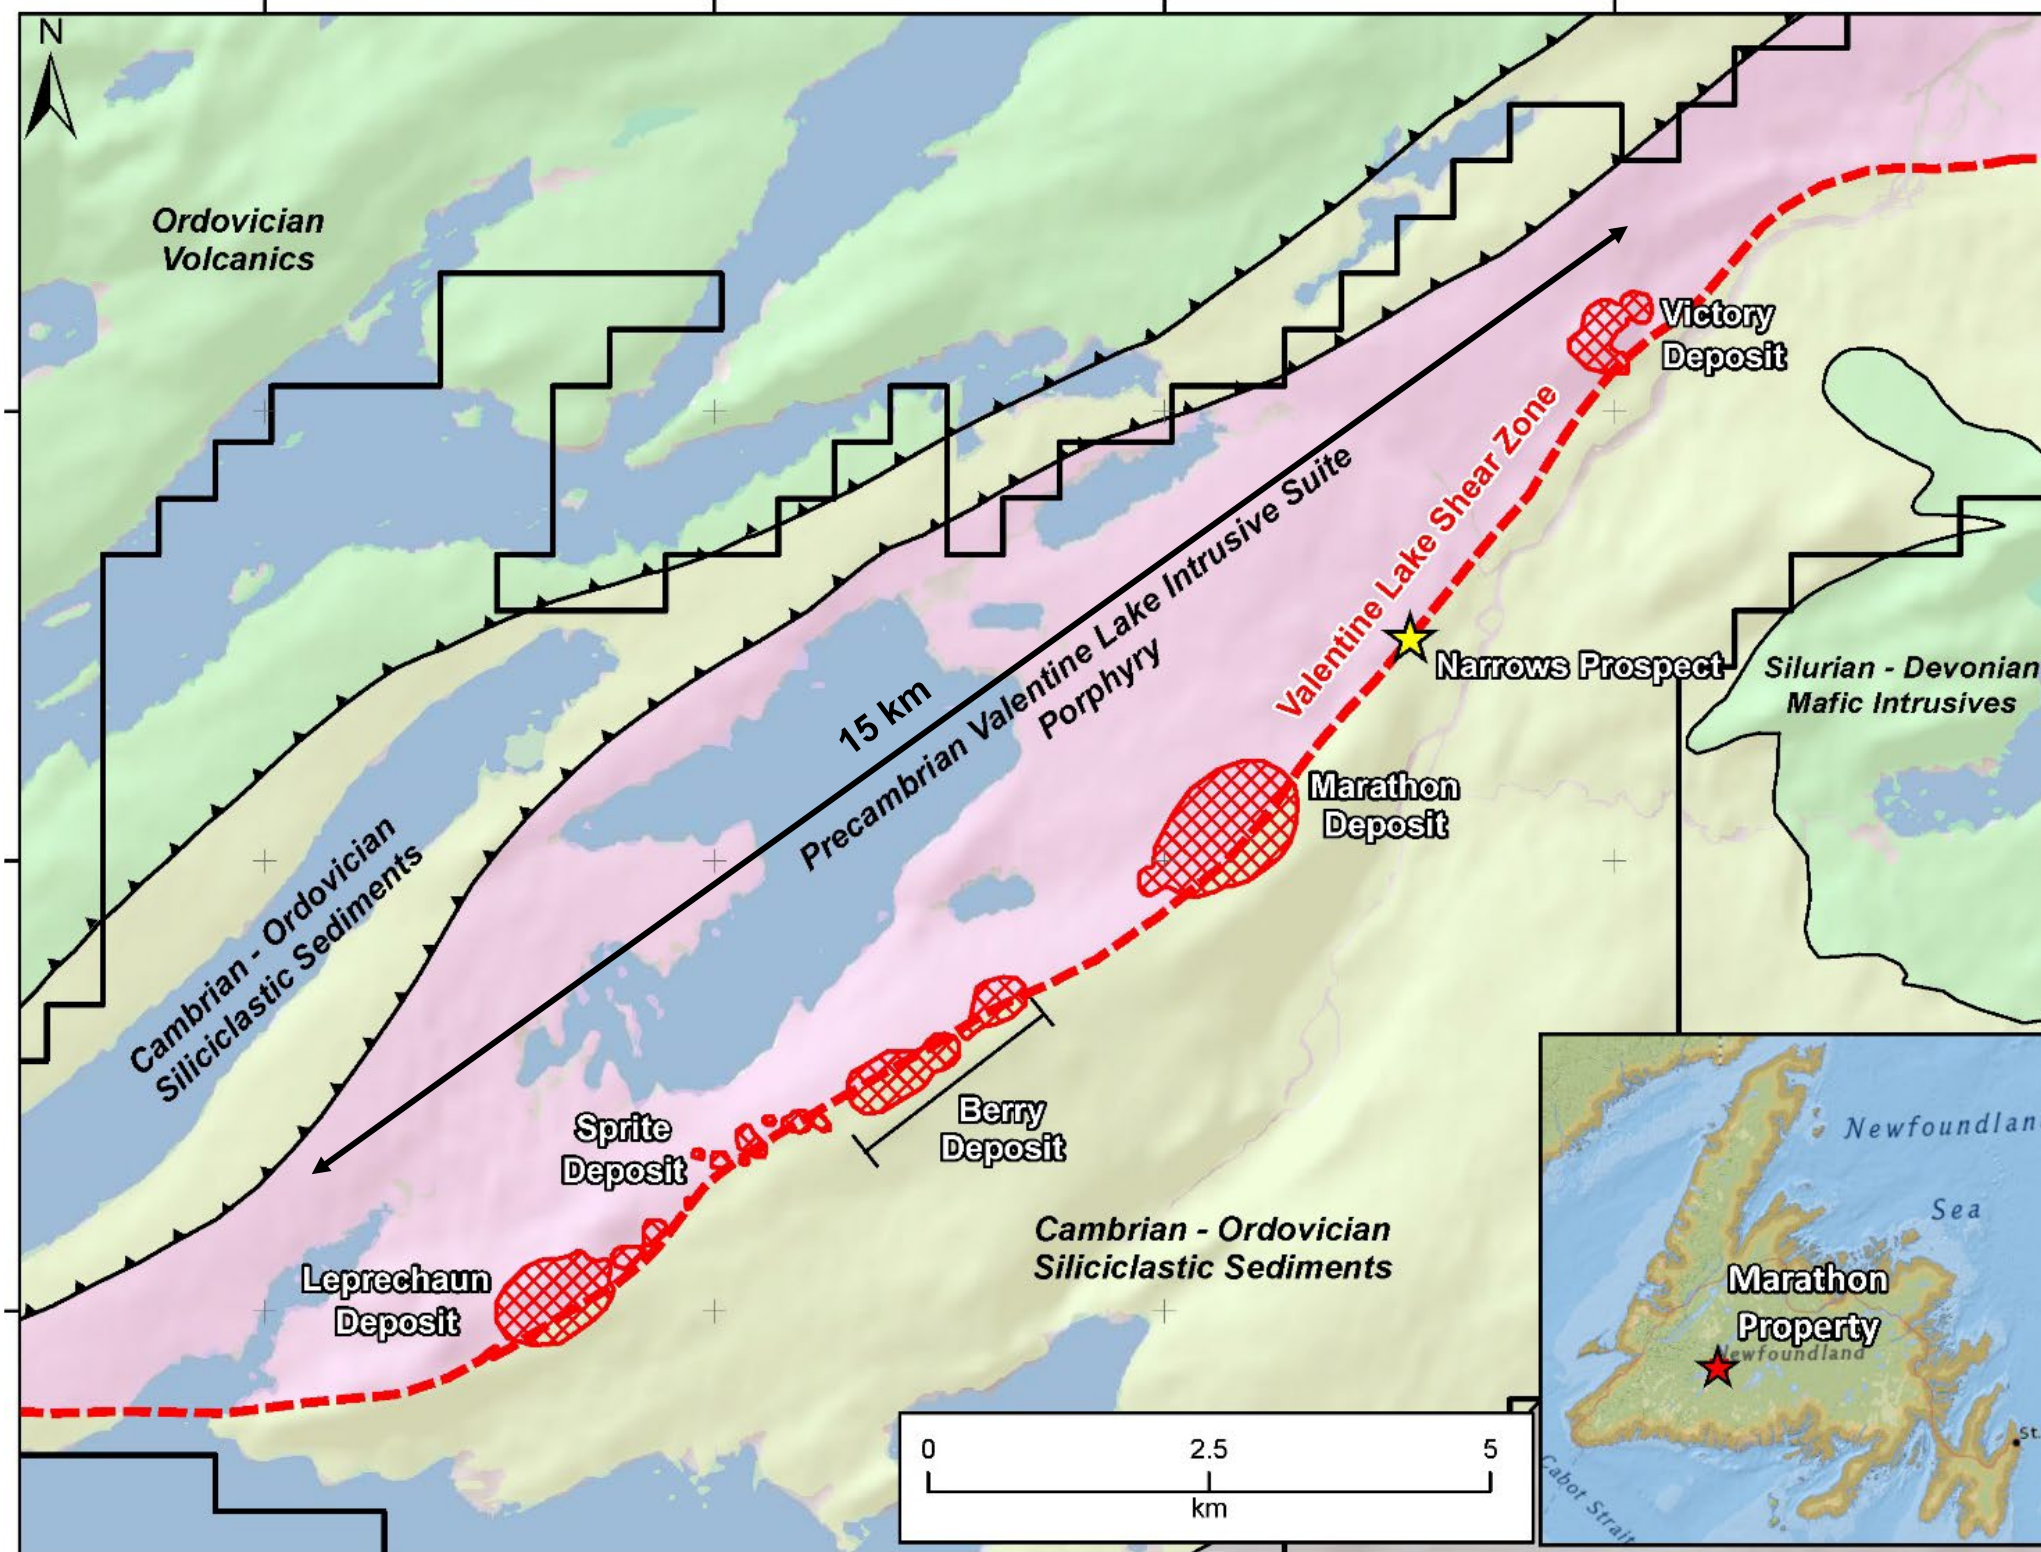 N
Ordovician
Volcanics
Victory
Deposit
Valentine Lake Shear Zone
15 km
Precambrian Valentine Lake Intrusive Suite
Porphyry
Narrows Prospect
Silurian - Devonian
Mafic Intrusives
Marathon
Deposit
Cambrian - Ordovician
Siliciclastic Sediments
Sprite
Deposit
Berry
Deposit
Cambrian - Ordovician
Siliciclastic Sediments
Leprechaun
Deposit
0 2.5 5
km
Newfoundlan
Sea
Marathon
Property
Newfoundland
St.
Cabot Strait